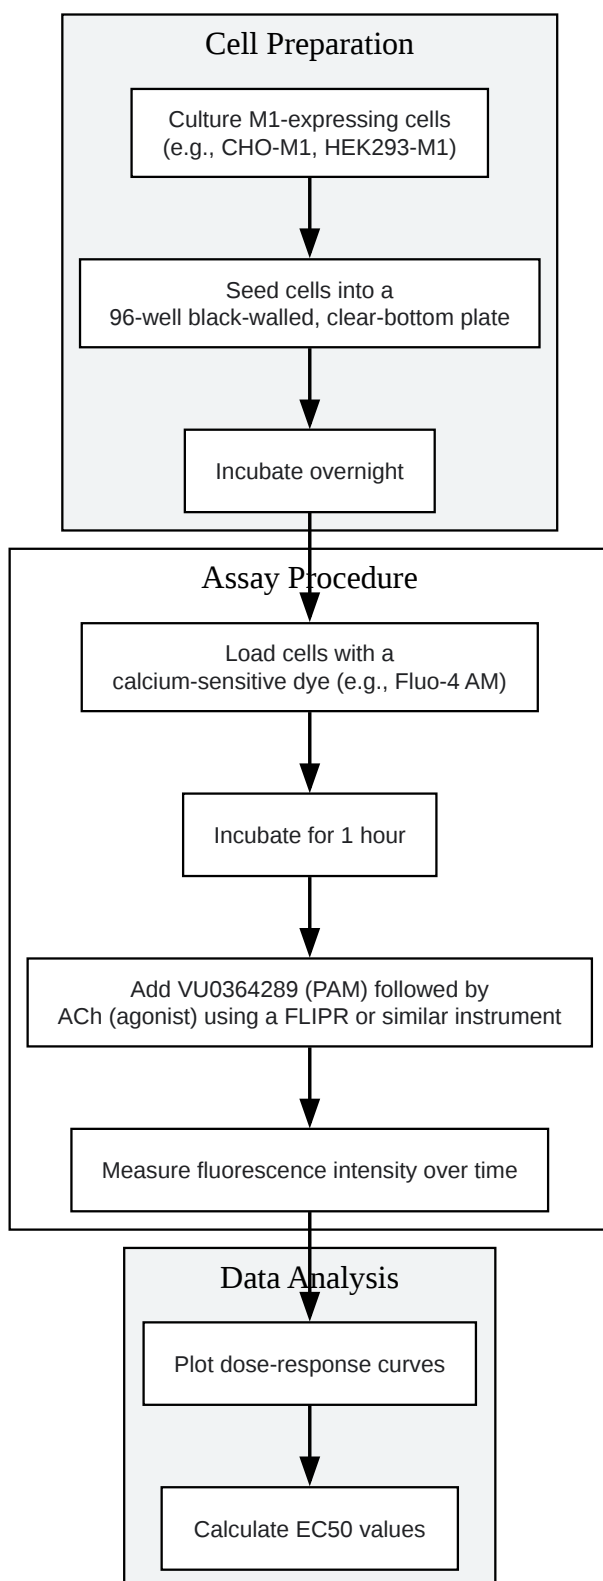 Cell Preparation
Culture M1-expressing cells
(e.g., CHO-M1, HEK293-M1)
Seed cells into a
96-well black-walled, clear-bottom plate
Incubate overnight
Assay Procedure
Load cells with a
calcium-sensitive dye (e.g., Fluo-4 AM)
Incubate for 1 hour
Add VU0364289 (PAM) followed by
ACh (agonist) using a FLIPR or similar instrument
Measure fluorescence intensity over time
Data Analysis
Plot dose-response curves
Calculate EC50 values